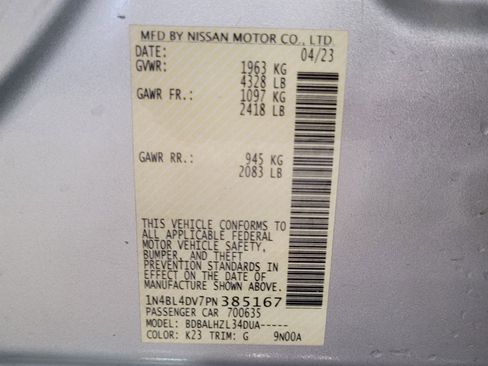 MFD BY NISSAN MOTOR CO., LTD.
DATE: 04/23
GVWR: 1963 KG
4328 LB
GAWR FR.: 1097 KG
2418 LB
GAWR RR.: 945 KG
2083 LB
THIS VEHICLE CONFORMS TO
ALL APPLICABLE FEDERAL
MOTOR VEHICLE SAFETY,
BUMPER, AND THEFT
PREVENTION STANDARDS IN
EFFECT ON THE DATE OF
MANUFACTURE SHOWN ABOVE.
1N4BL4DV7PN385167
PASSENGER CAR 700635
MODEL: BDBALHZL34DUA-----
COLOR: K23 TRIM: G 9N00A